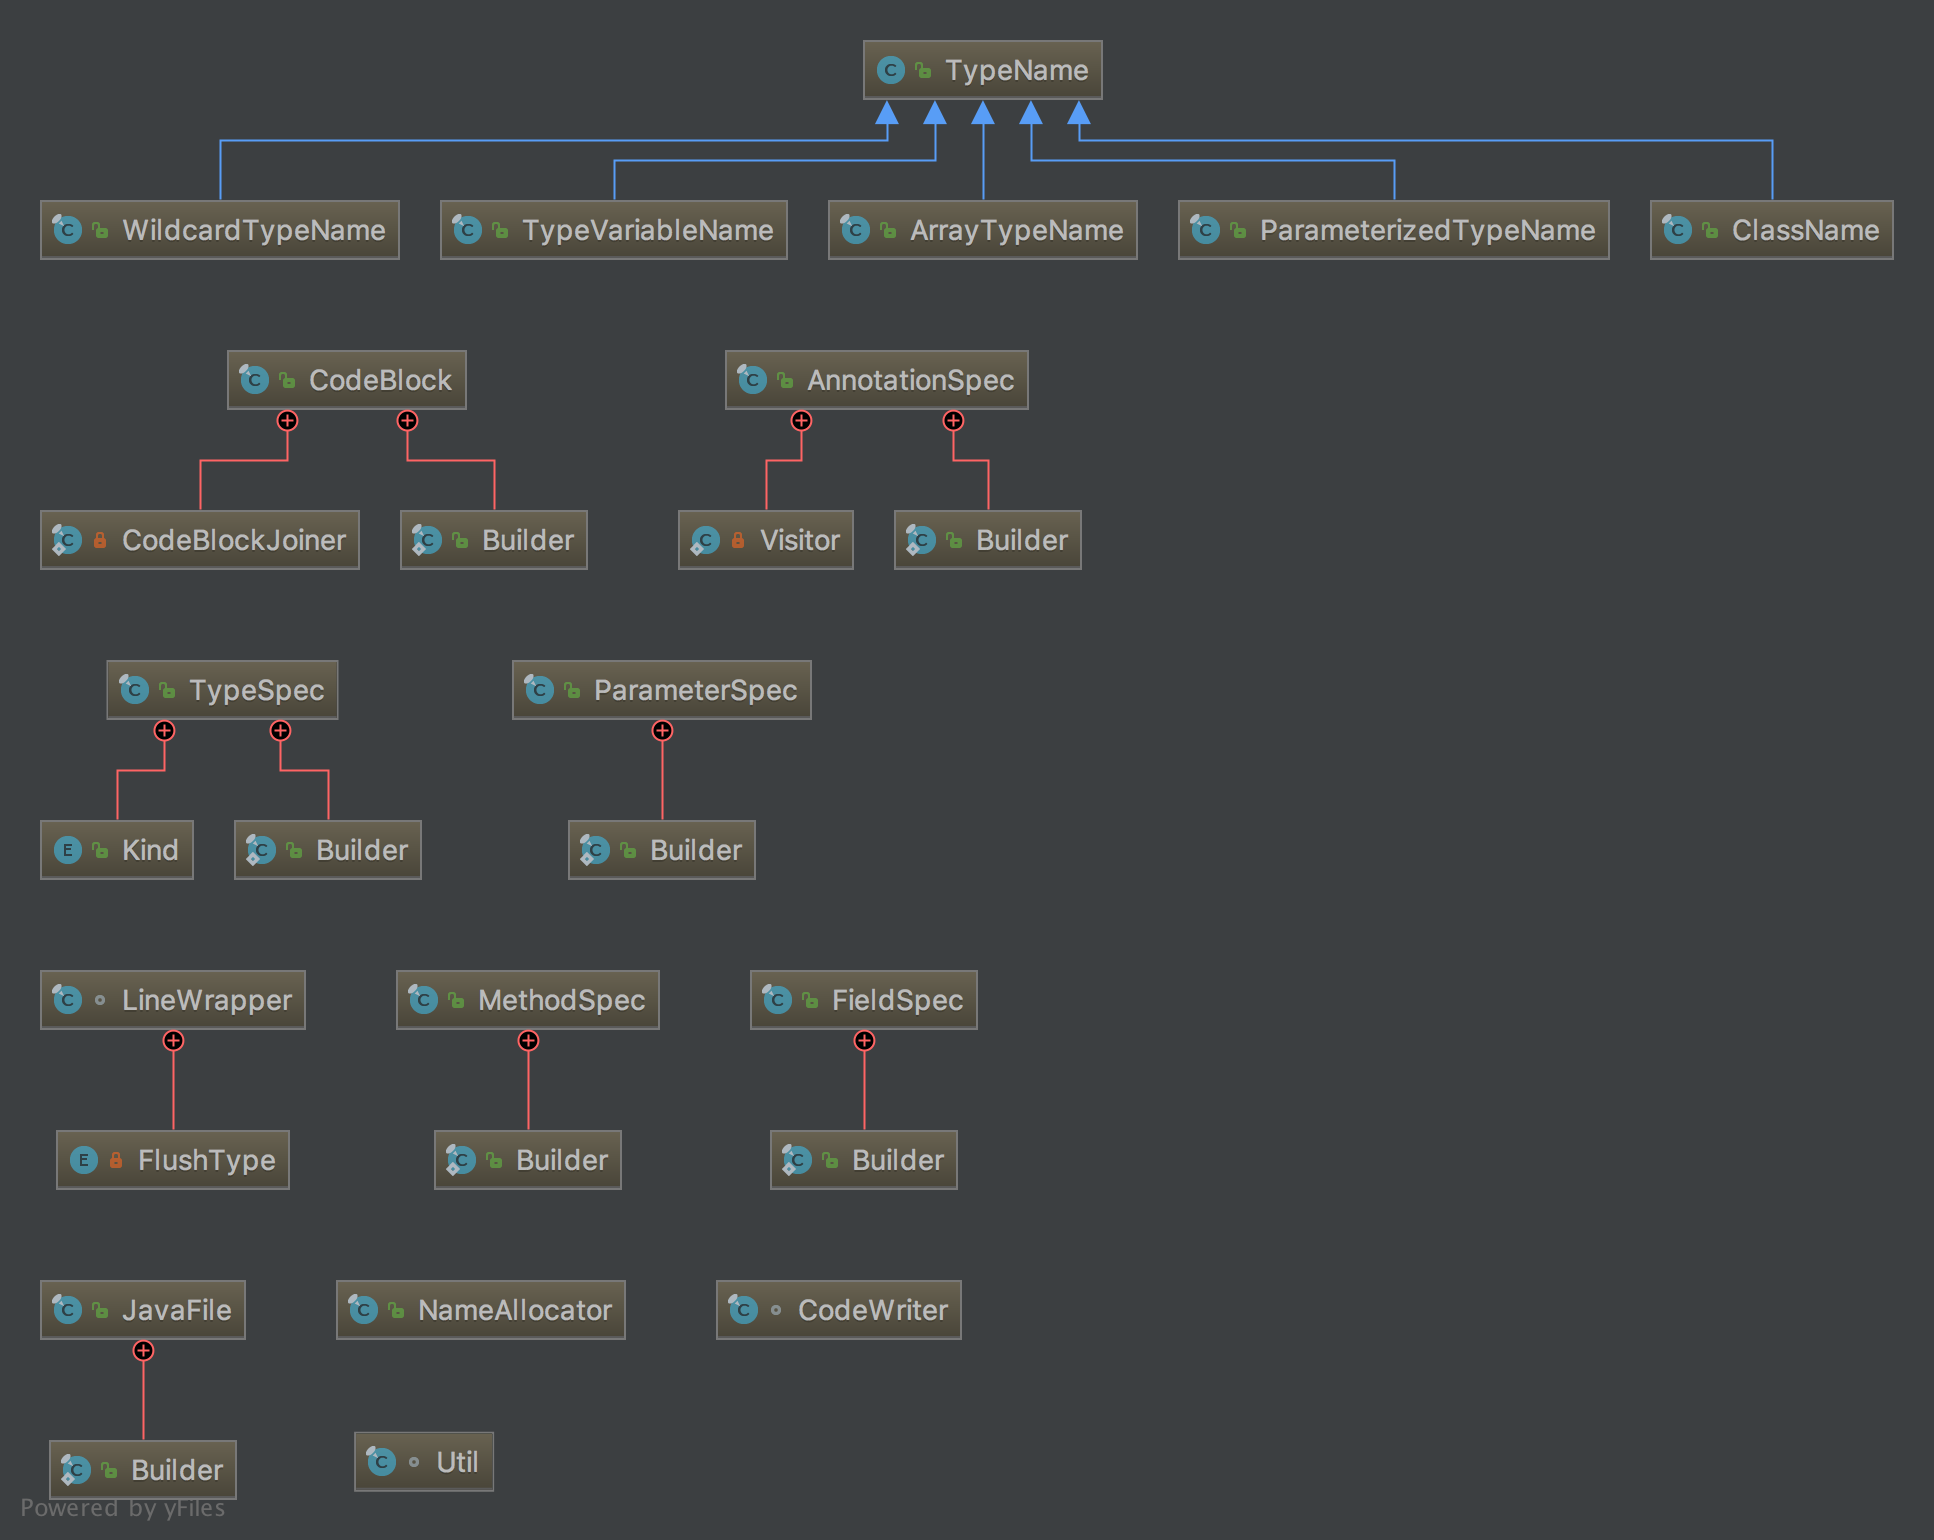 TypeName
WildcardTypeName
TypeVariableName
ArrayTypeName
ParameterizedTypeName
ClassName
CodeBlock
AnnotationSpec
CodeBlockJoiner
Builder
Visitor
Builder
TypeSpec
ParameterSpec
Kind
Builder
Builder
LineWrapper
MethodSpec
FieldSpec
FlushType
Builder
Builder
JavaFile
NameAllocator
CodeWriter
Builder
Util
Powered by yFiles